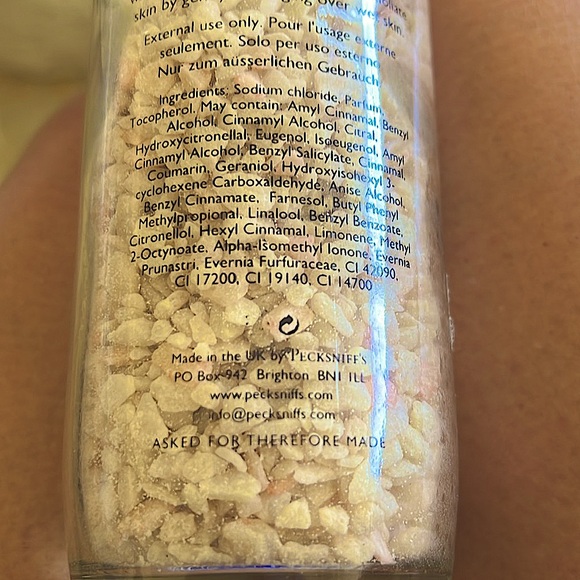 skin by ging over wet skin.
External use only. Pour l'usage externe
seulement. Solo per uso esterno
Nur zum aüsserlichen Gebrauch
Ingredients: Sodium chloride, Parfum,
Tocopherol. May contain: Amyl Cinnamal, Benzyl
Alcohol, Cinnamyl Alcohol, Citral,
Hydroxycitronellal, Eugenol, Isoeugenol, Amyl
Cinnamyl Alcohol, Benzyl Salicylate, Cinnamal,
Coumarin, Geraniol, Hydroxyisohexyl 3-
cyclohexene Carboxaldehyde, Anise Alcohol,
Benzyl Cinnamate, Farnesol, Butyl Phenyl
Methylpropional, Linalool, Benzyl Benzoate,
Citronellol, Hexyl Cinnamal, Limonene, Methyl
2-Octynoate, Alpha-Isomethyl Ionone, Evernia
Prunastri, Evernia Furfuraceae, CI 42090,
CI 17200, CI 19140, CI 14700
Made in the UK by PECKSNIFF'S
PO Box 942 Brighton BN1 1LL
www.pecksniffs.com
info@pecksniffs.com
ASKED FOR THEREFORE MADE